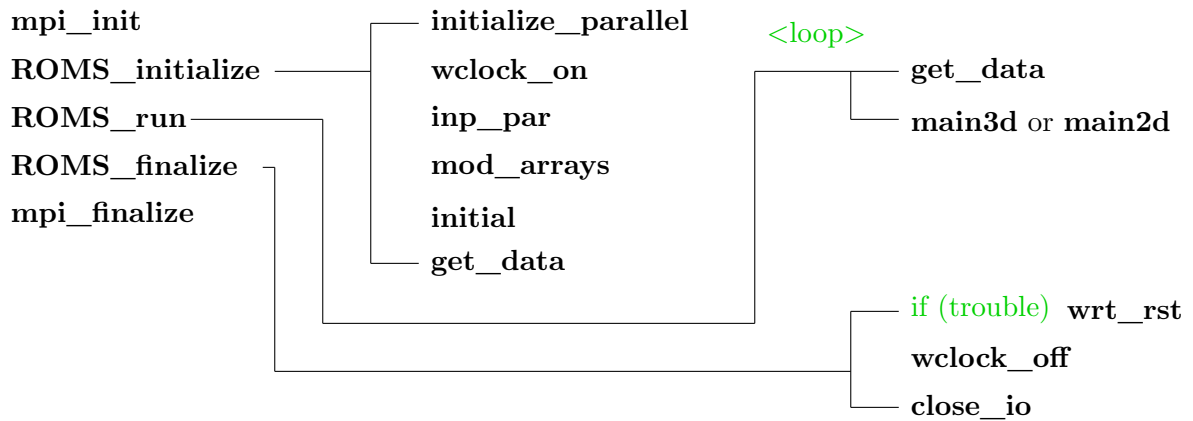 mpi_init
ROMS_initialize
ROMS_run
ROMS_finalize
mpi_finalize
initialize_parallel
wclock_on
inp_par
mod_arrays
initial
get_data
<loop>
get_data
main3d or main2d
if (trouble) wrt_rst
wclock_off
close_io